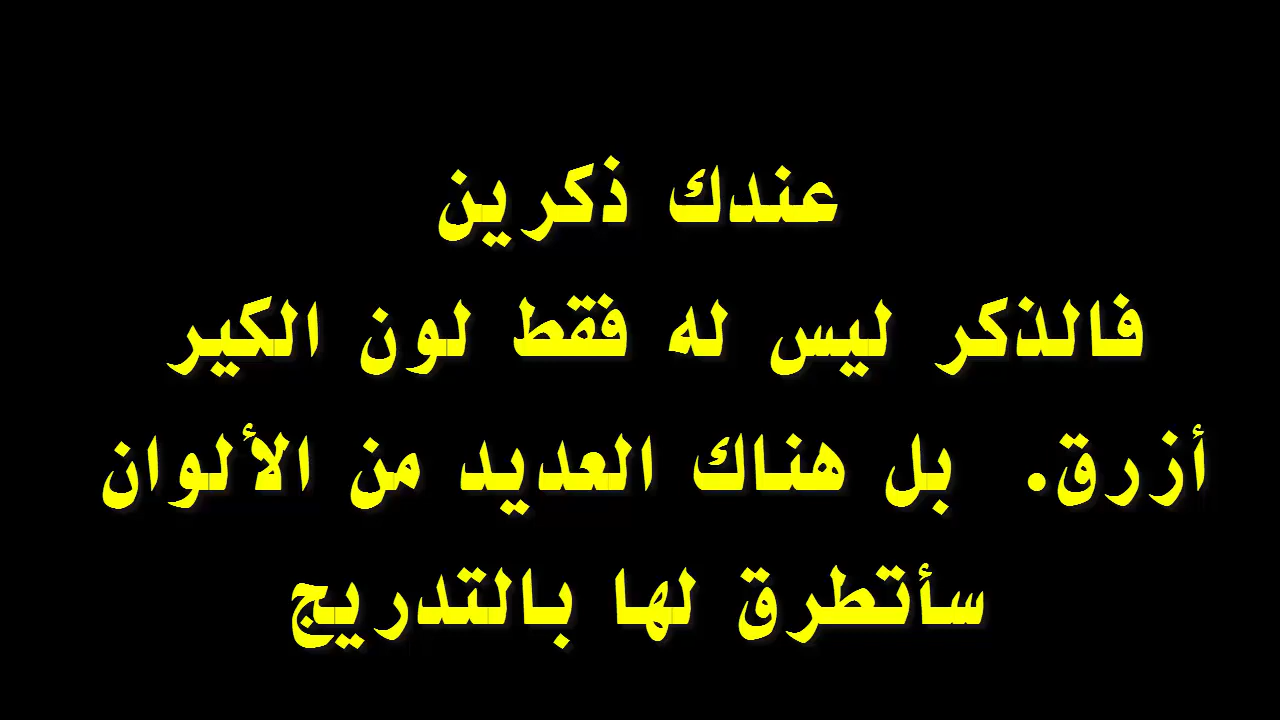 عندك ذكرين
فالذكر ليس له فقط لون الكير
أزرق. بل هناك العديد من الألوان
سأتطرق لها بالتدريج